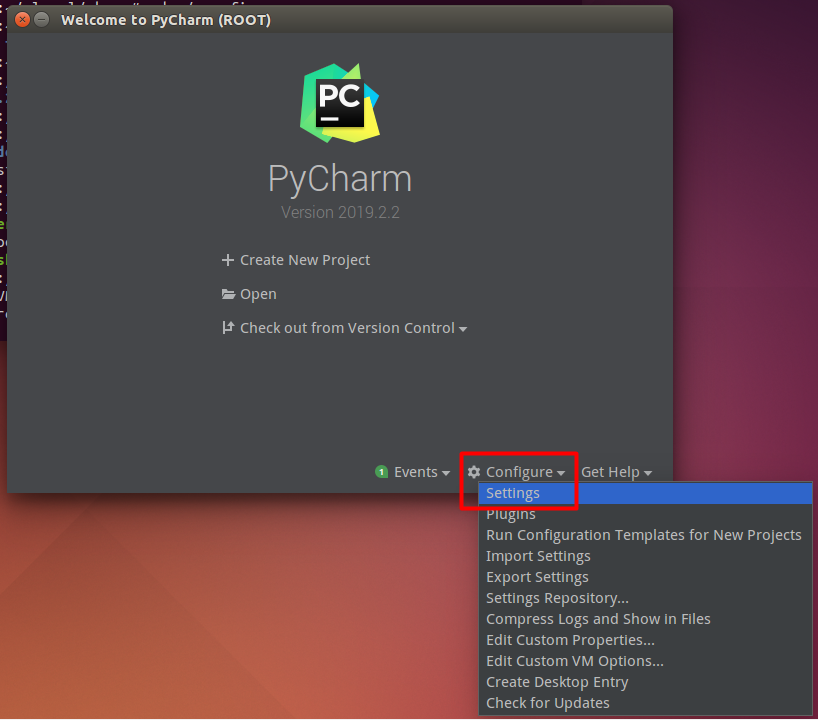 Welcome to PyCharm (ROOT)
PC
PyCharm
Version 2019.2.2
Create New Project
Open
Check out from Version Control
1 Events Configure Get Help
Settings
Plugins
Run Configuration Templates for New Projects
Import Settings
Export Settings
Settings Repository...
Compress Logs and Show in Files
Edit Custom Properties...
Edit Custom VM Options...
Create Desktop Entry
Check for Updates